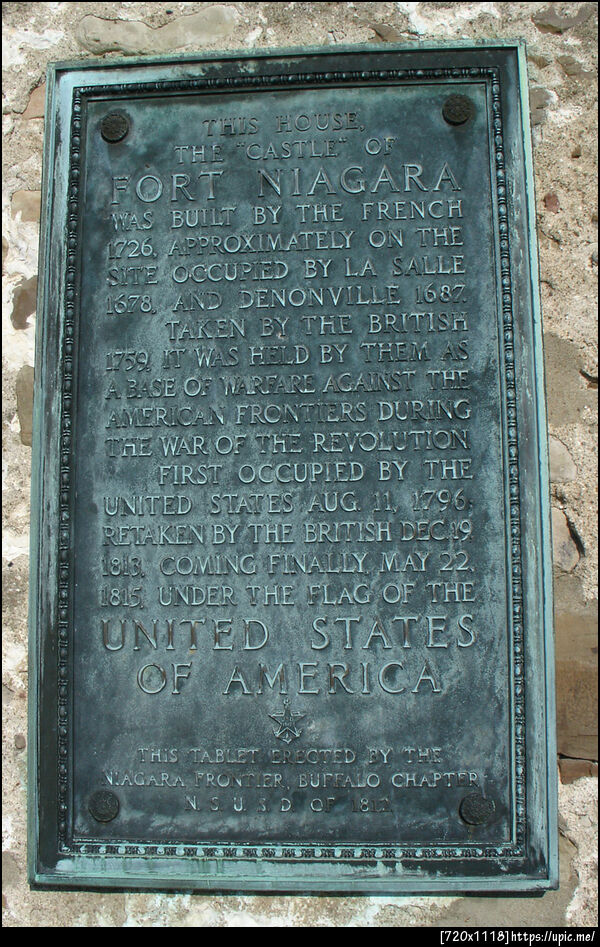 THIS HOUSE,
THE "CASTLE" OF
FORT NIAGARA
WAS BUILT BY THE FRENCH
1726, APPROXIMATELY ON THE
SITE OCCUPIED BY LA SALLE
1678, AND DENONVILLE 1687.
TAKEN BY THE BRITISH
1759, IT WAS HELD BY THEM AS
A BASE OF WARFARE AGAINST THE
AMERICAN FRONTIERS DURING
THE WAR OF THE REVOLUTION
FIRST OCCUPIED BY THE
UNITED STATES AUG. 11, 1796,
RETAKEN BY THE BRITISH DEC. 19,
1813, COMING FINALLY, MAY 22,
1815, UNDER THE FLAG OF THE
UNITED STATES
OF AMERICA
THIS TABLET ERECTED BY THE
NIAGARA FRONTIER, BUFFALO CHAPTER
N. S. U. S. D. OF 1812
[720x1118]https://upic.me/